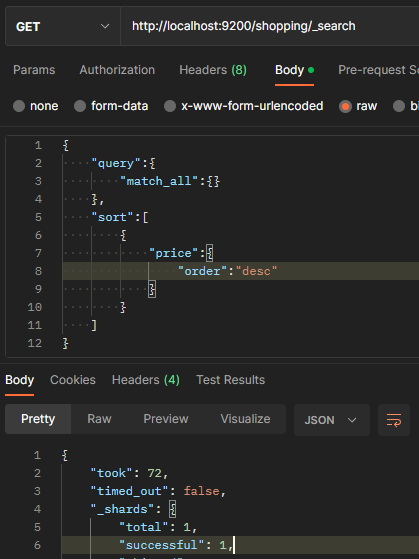 GET http://localhost:9200/shopping/_search
Params Authorization Headers (8) Body Pre-request S
none form-data x-www-form-urlencoded raw bi
1 {
2 "query":{
3 "match_all":{}
4 },
5 "sort":[
6 {
7 "price":{
8 "order":"desc"
9 }
10 }
11 ]
12 }
Body Cookies Headers (4) Test Results
Pretty Raw Preview Visualize JSON
1 {
2 "took": 72,
3 "timed_out": false,
4 "_shards": {
5 "total": 1,
6 "successful": 1,